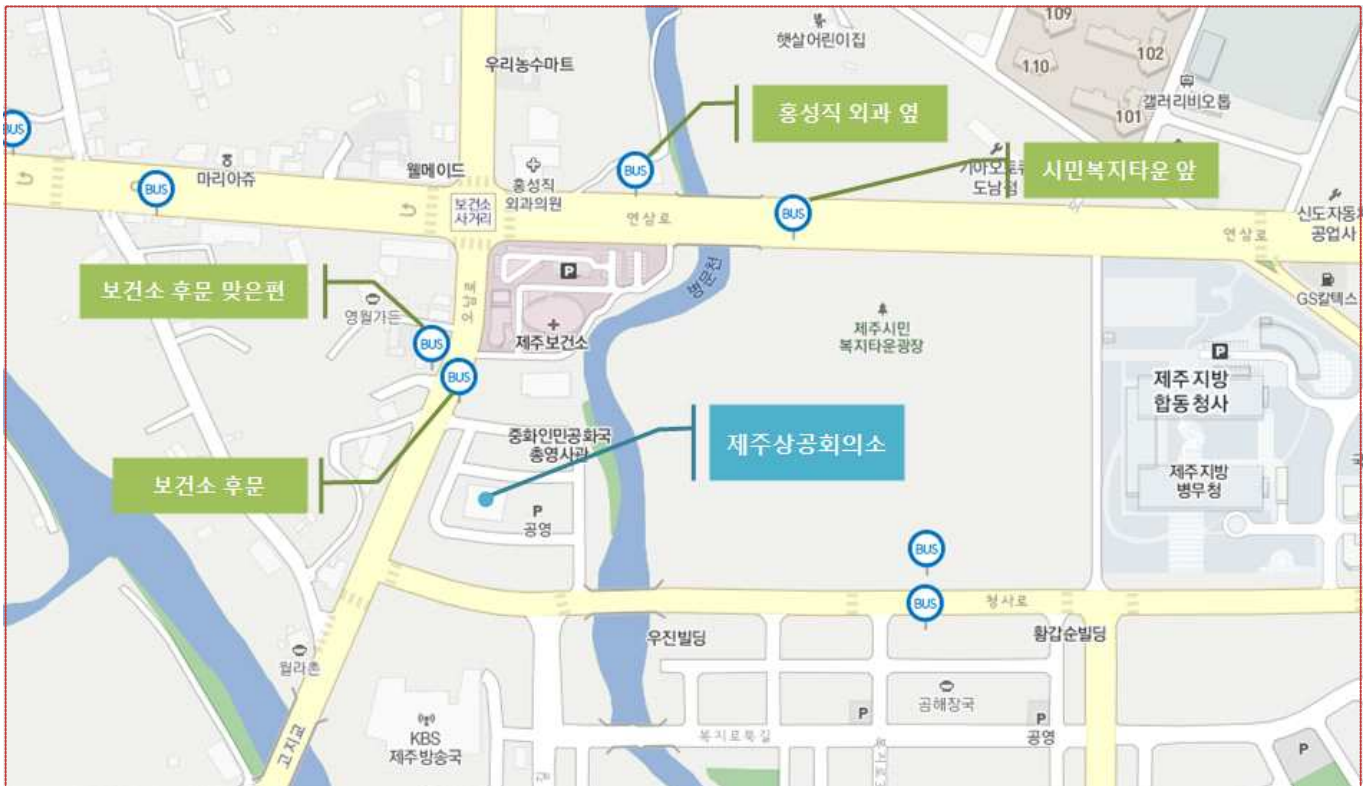 109
햇살어린이집
102
우리농수마트
110
갤러리비오톱
홍성직 외과 옆
101
BUS
마리아쥬
웰메이드
BUS
시민복지타운 앞
도남점
BUS
홍성직
외과의원
보건소
사거리
BUS
연삼로
신도자동차
공업사
연삼로
병문천
P
보건소 후문 맞은편
오남로
GS칼텍스
영월가든
제주시민
복지타운광장
제주보건소
BUS
P
BUS
제주지방
합동청사
중화인민공화국
총영사관
제주상공회의소
보건소 후문
제주지방
병무청
P
공영
BUS
BUS
청사로
우진빌딩
황갑순빌딩
월라촌
곰해장국
P
P
KBS
제주방송국
고지교
복지로북길
공영
P